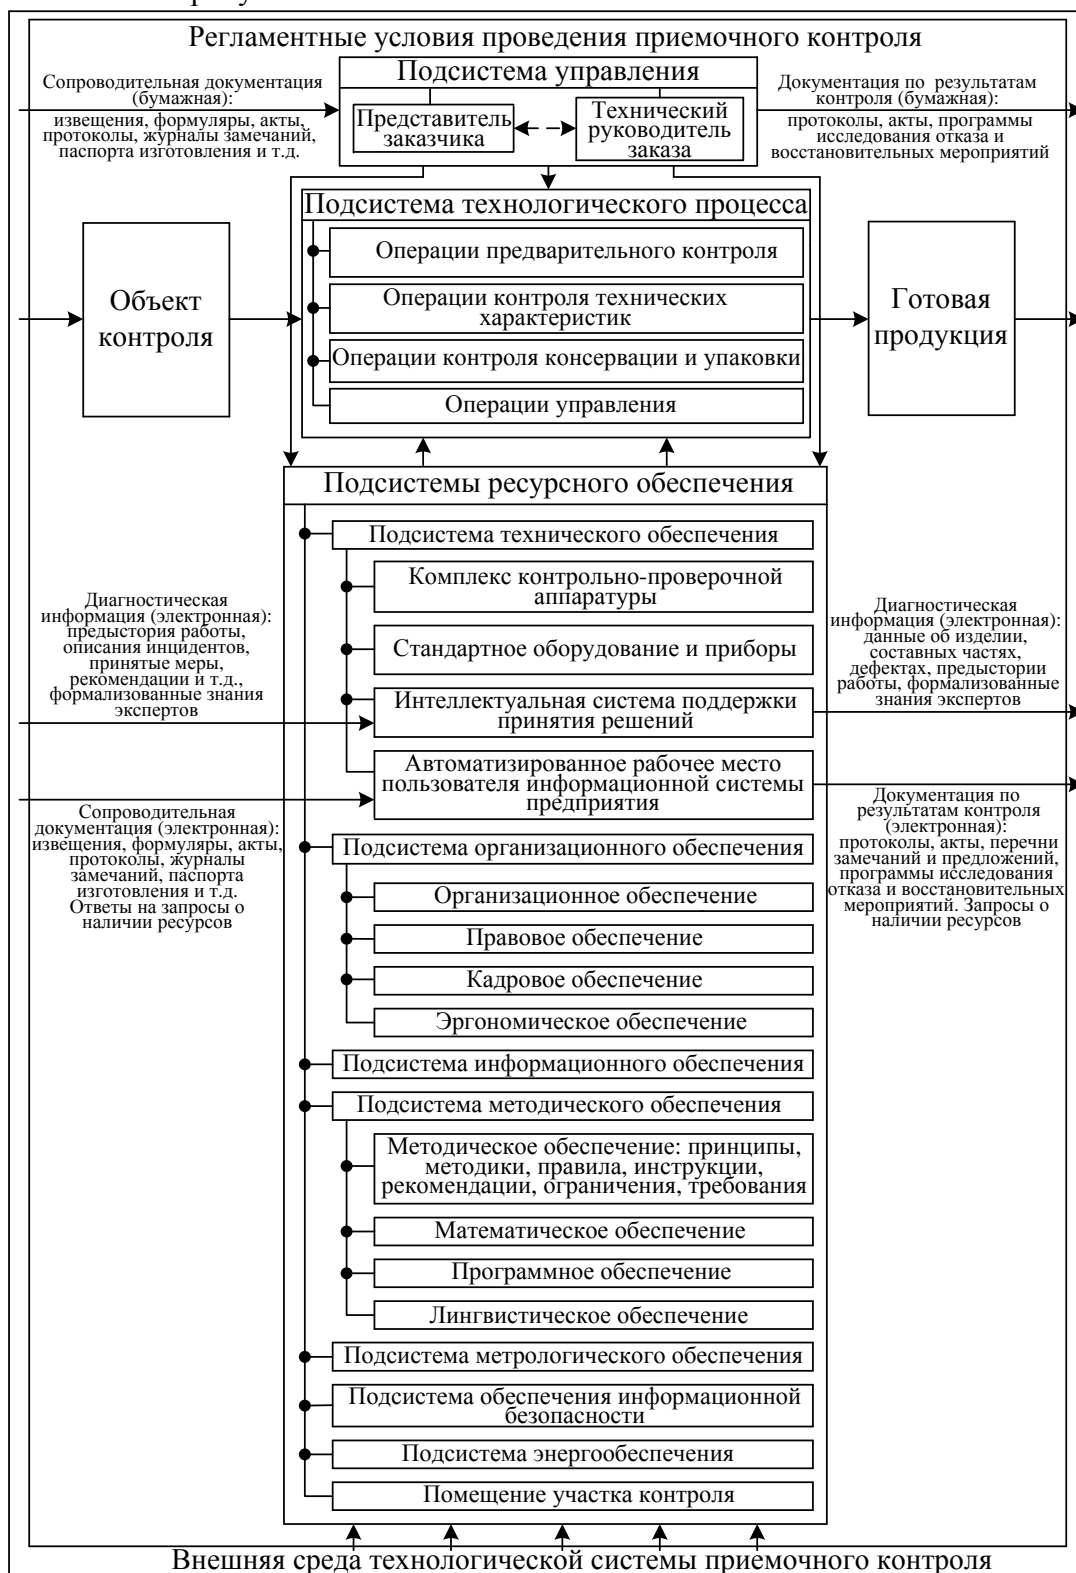 Регламентные условия проведения приемочного контроля
Подсистема управления
Сопроводительная документация
(бумажная):
извещения, формуляры, акты,
протоколы, журналы замечаний,
паспорта изготовления и т.д.
Представитель
заказчика
Технический
руководитель
заказа
Документация по результатам
контроля (бумажная):
протоколы, акты, программы
исследования отказа и
восстановительных мероприятий
Подсистема технологического процесса
Операции предварительного контроля
Операции контроля технических
характеристик
Операции контроля консервации и упаковки
Операции управления
Объект
контроля
Готовая
продукция
Подсистемы ресурсного обеспечения
Подсистема технического обеспечения
Комплекс контрольно-проверочной
аппаратуры
Стандартное оборудование и приборы
Интеллектуальная система поддержки
принятия решений
Автоматизированное рабочее место
пользователя информационной системы
предприятия
Диагностическая
информация (электронная):
предыстория работы,
описания инцидентов,
принятые меры,
рекомендации и т.д.,
формализованные знания
экспертов
Диагностическая
информация (электронная):
данные об изделии,
составных частях,
дефектах, предыстории
работы, формализованные
знания экспертов
Сопроводительная
документация (электронная):
извещения, формуляры, акты,
протоколы, журналы
замечаний, паспорта
изготовления и т.д.
Ответы на запросы о
наличии ресурсов
Документация по
результатам контроля
(электронная):
протоколы, акты, перечни
замечаний и предложений,
программы исследования
отказа и восстановительных
мероприятий. Запросы о
наличии ресурсов
Подсистема организационного обеспечения
Организационное обеспечение
Правовое обеспечение
Кадровое обеспечение
Эргономическое обеспечение
Подсистема информационного обеспечения
Подсистема методического обеспечения
Методическое обеспечение: принципы,
методики, правила, инструкции,
рекомендации, ограничения, требования
Математическое обеспечение
Программное обеспечение
Лингвистическое обеспечение
Подсистема метрологического обеспечения
Подсистема обеспечения информационной
безопасности
Подсистема энергообеспечения
Помещение участка контроля
Внешняя среда технологической системы приемочного контроля